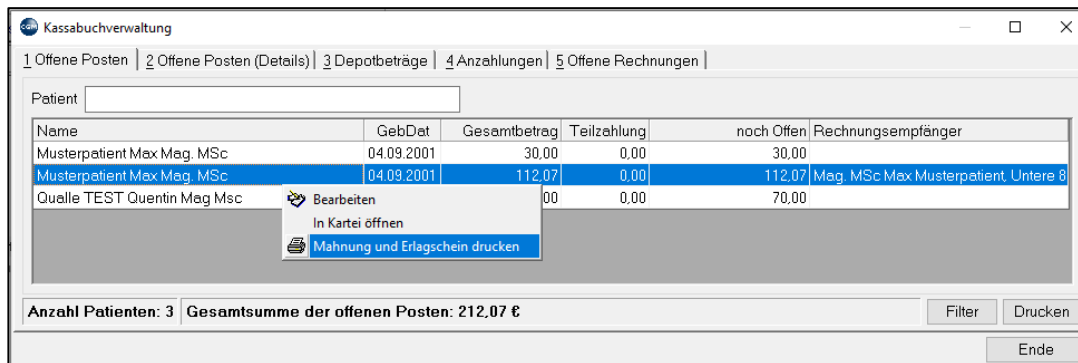 CGM Kassabuchverwaltung
1 Offene Posten 2 Offene Posten (Details) 3 Depotbeträge 4 Anzahlungen 5 Offene Rechnungen
Patient
Name GebDat Gesamtbetrag Teilzahlung noch Offen Rechnungsempfänger
Musterpatient Max Mag. MSc 04.09.2001 30,00 0,00 30,00
Musterpatient Max Mag. MSc 04.09.2001 112,07 0,00 112,07 Mag. MSc Max Musterpatient, Untere 8
Qualle TEST Quentin Mag Msc 00 0,00 70,00
Bearbeiten
In Kartei öffnen
Mahnung und Erlagschein drucken
Anzahl Patienten: 3 Gesamtsumme der offenen Posten: 212,07 € Filter Drucken
Ende